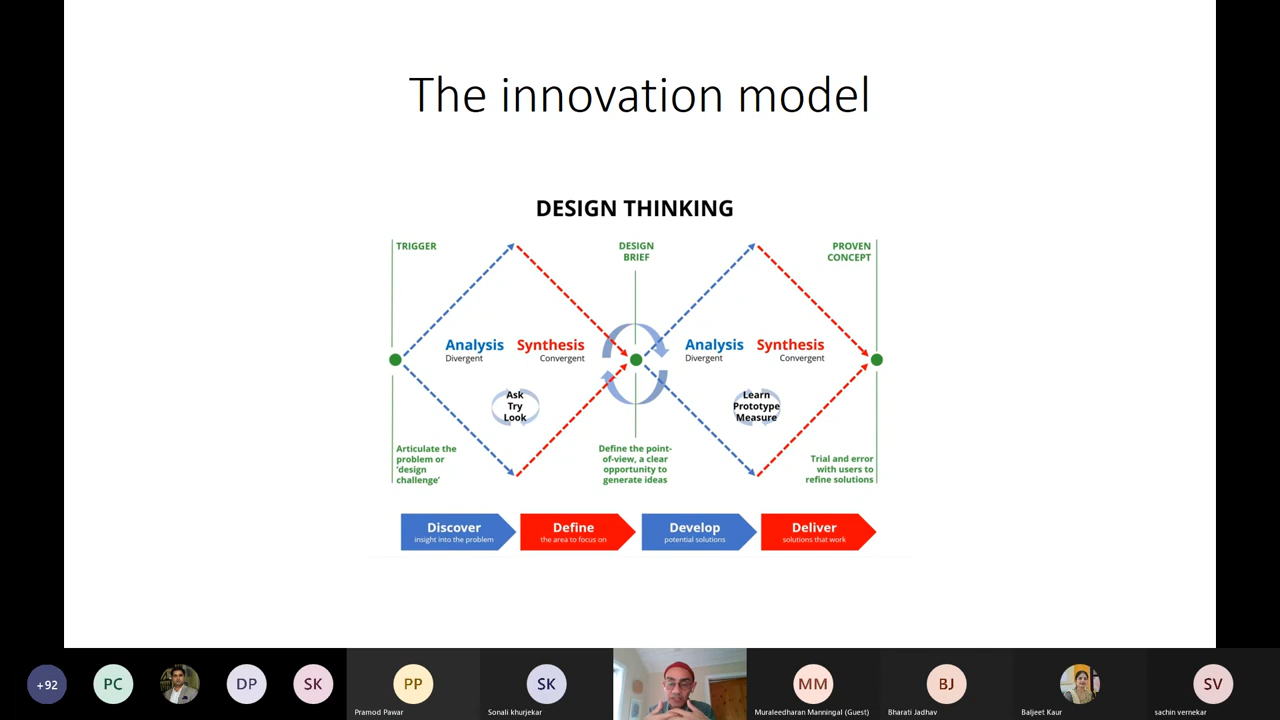 The innovation model
DESIGN THINKING
TRIGGER
DESIGN
BRIEF
PROVEN
CONCEPT
Analysis
Divergent
Synthesis
Convergent
Analysis
Divergent
Synthesis
Convergent
Ask
Try
Look
Learn
Prototype
Measure
Articulate the
problem or
'design
challenge'
Define the point-
of-view, a clear
opportunity to
generate ideas
Trial and error
with users to
refine solutions
Discover
insight into the problem
Define
the area to focus on
Develop
potential solutions
Deliver
solutions that work
+92
PC
DP
SK
PP
Pramod Pawar
SK
Sonali khurjekar
MM
Muraleedharan Manningal (Guest)
BJ
Bharati Jadhav
Baljeet Kaur
SV
sachin vernekar